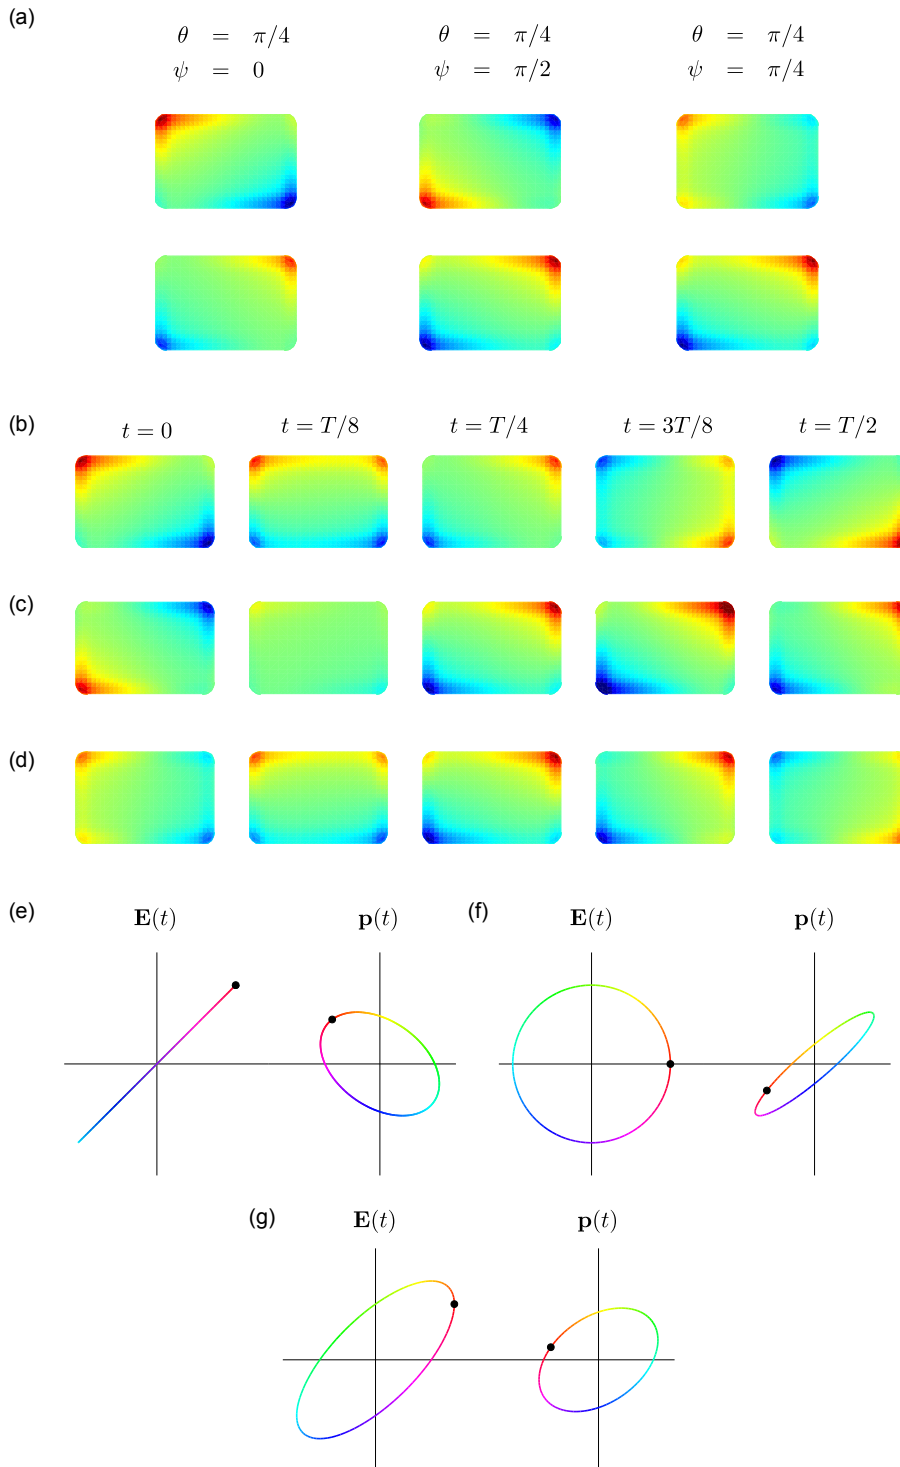 (a)
θ = π/4 θ = π/4 θ = π/4
ψ = 0 ψ = π/2 ψ = π/4
(b) t = 0 t = T/8 t = T/4 t = 3T/8 t = T/2
(c)
(d)
(e) E(t) p(t) (f) E(t) p(t)
(g) E(t) p(t)